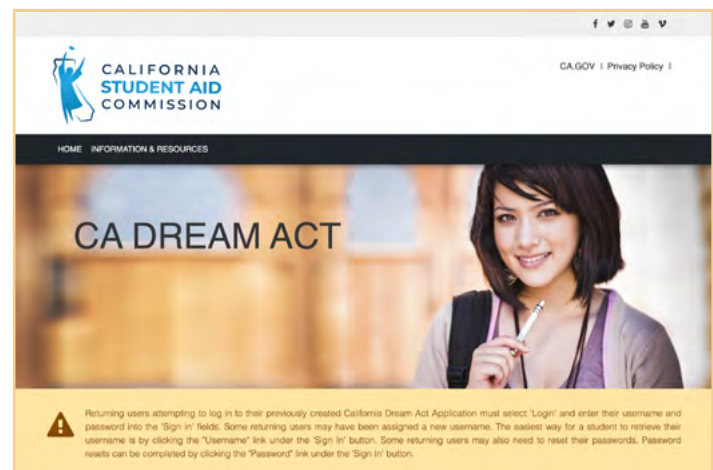 CA.GOV | Privacy Policy |
CALIFORNIA
STUDENT AID
COMMISSION
HOME INFORMATION & RESOURCES
CA DREAM ACT
Returning users attempting to log in to their previously created California Dream Act Application must select 'Login' and enter their username and
password into the 'Sign in' fields. Some returning users may have been assigned a new username. The easiest way for a student to retrieve their
username is by clicking the "Username" link under the 'Sign In' button. Some returning users may also need to reset their passwords. Password
resets can be completed by clicking the "Password" link under the 'Sign In' button.